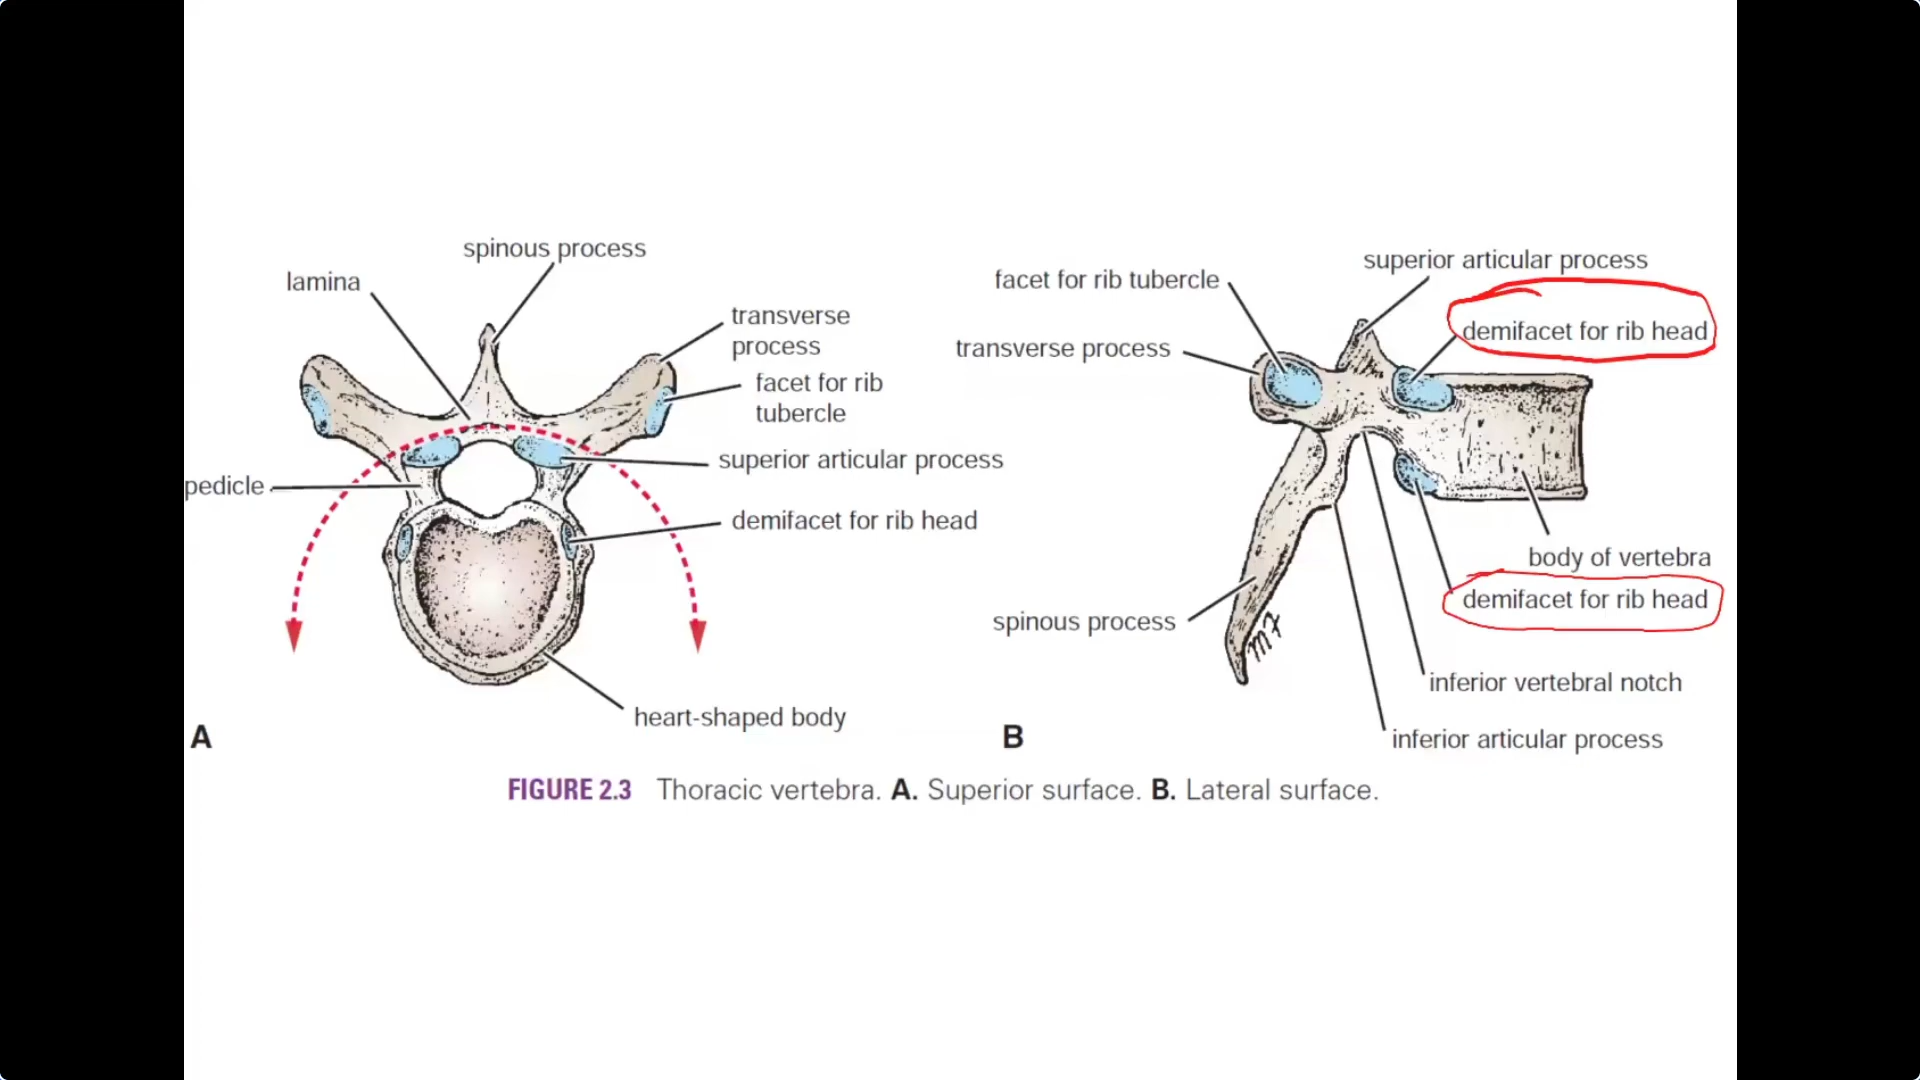 spinous process
lamina
transverse
process
facet for rib
tubercle
superior articular process
pedicle
demifacet for rib head
heart-shaped body
A
superior articular process
facet for rib tubercle
demifacet for rib head
transverse process
body of vertebra
demifacet for rib head
spinous process
inferior vertebral notch
inferior articular process
B
FIGURE 2.3 Thoracic vertebra. A. Superior surface. B. Lateral surface.